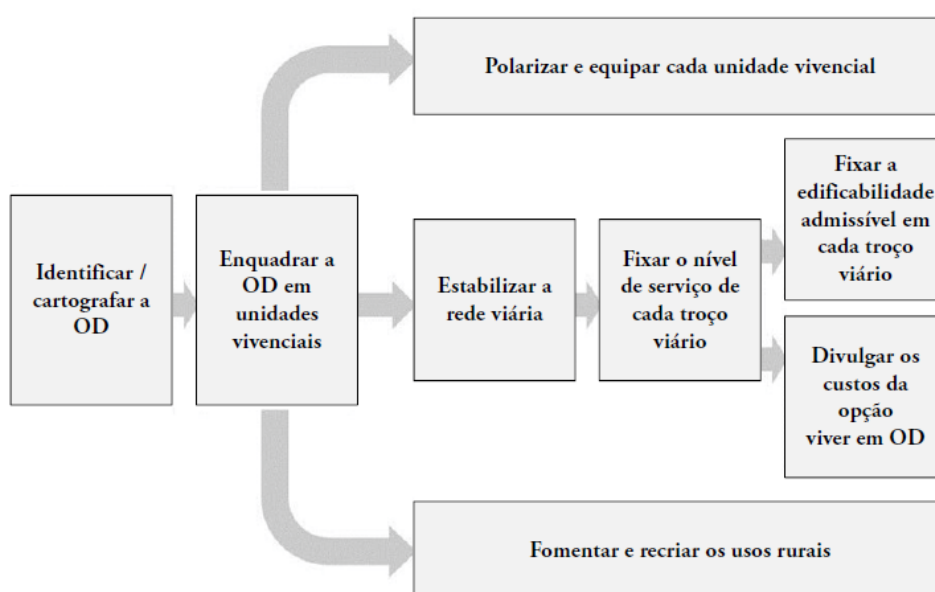 Polarizar e equipar cada unidade vivencial
Identificar /
cartografar a
OD
Enquadrar a
OD em
unidades
vivenciais
Estabilizar a
rede viária
Fixar o nível
de serviço de
cada troço
viário
Fixar a
edificabilidade
admissível em
cada troço
viário
Divulgar os
custos da
opção
viver em OD
Fomentar e recriar os usos rurais